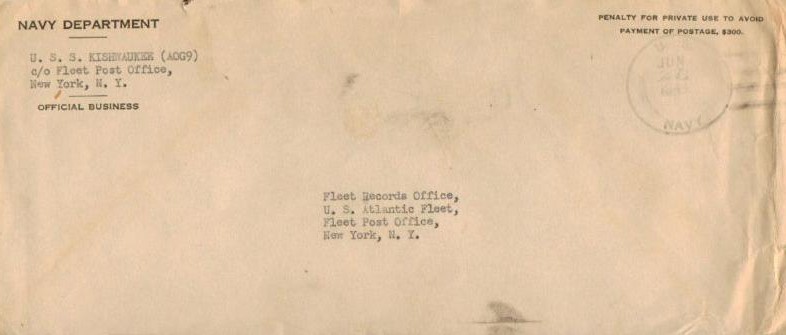 NAVY DEPARTMENT
U. S. S. KISHWAUKEE (AOG9)
c/o Fleet Post Office,
New York, N. Y.
OFFICIAL BUSINESS
PENALTY FOR PRIVATE USE TO AVOID
PAYMENT OF POSTAGE, $300.
JUN
NAVY
Fleet Records Office,
U. S. Atlantic Fleet,
Fleet Post Office,
New York, N. Y.